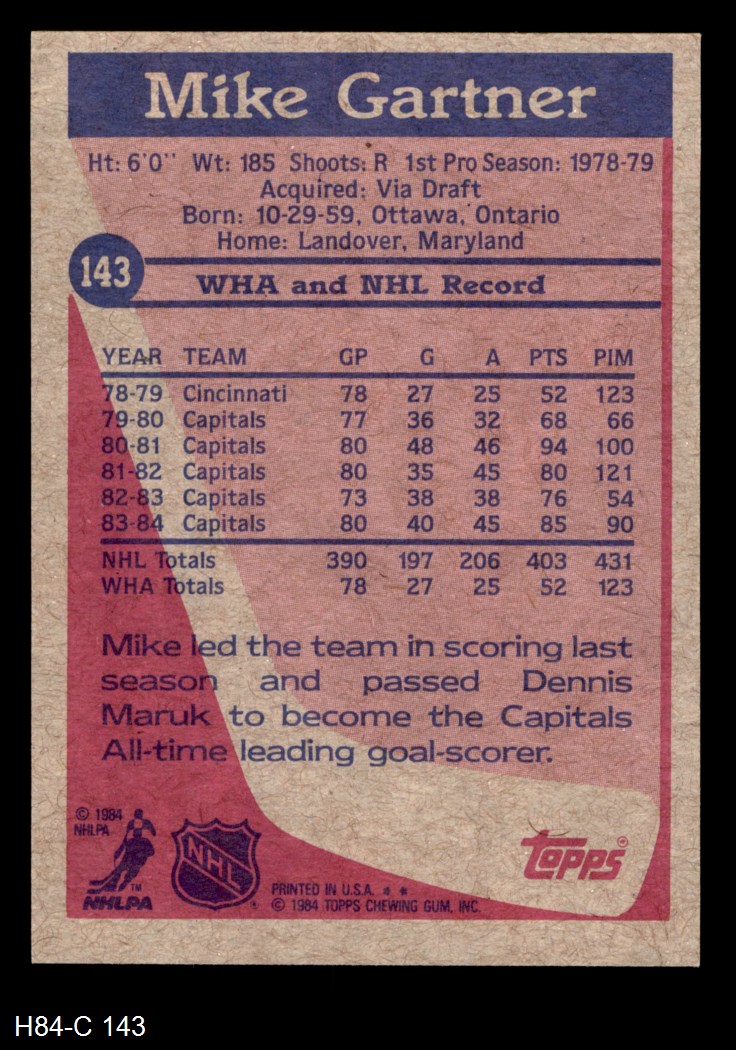 Mike Gartner
Ht: 6'0" Wt: 185 Shoots: R 1st Pro Season: 1978-79
Acquired: Via Draft
Born: 10-29-59, Ottawa, Ontario
Home: Landover, Maryland
143
WHA and NHL Record
YEAR TEAM GP G A PTS PIM
78-79 Cincinnati 78 27 25 52 123
79-80 Capitals 77 36 32 68 66
80-81 Capitals 80 48 46 94 100
81-82 Capitals 80 35 45 80 121
82-83 Capitals 73 38 38 76 54
83-84 Capitals 80 40 45 85 90
NHL Totals 390 197 206 403 431
WHA Totals 78 27 25 52 123
Mike led the team in scoring last
season and passed Dennis
Maruk to become the Capitals
All-time leading goal-scorer.
© 1984
NHLPA
TM
NHLPA
NHL
®
PRINTED IN U.S.A. * *
© 1984 TOPPS CHEWING GUM, INC.
Topps®
H84-C 143